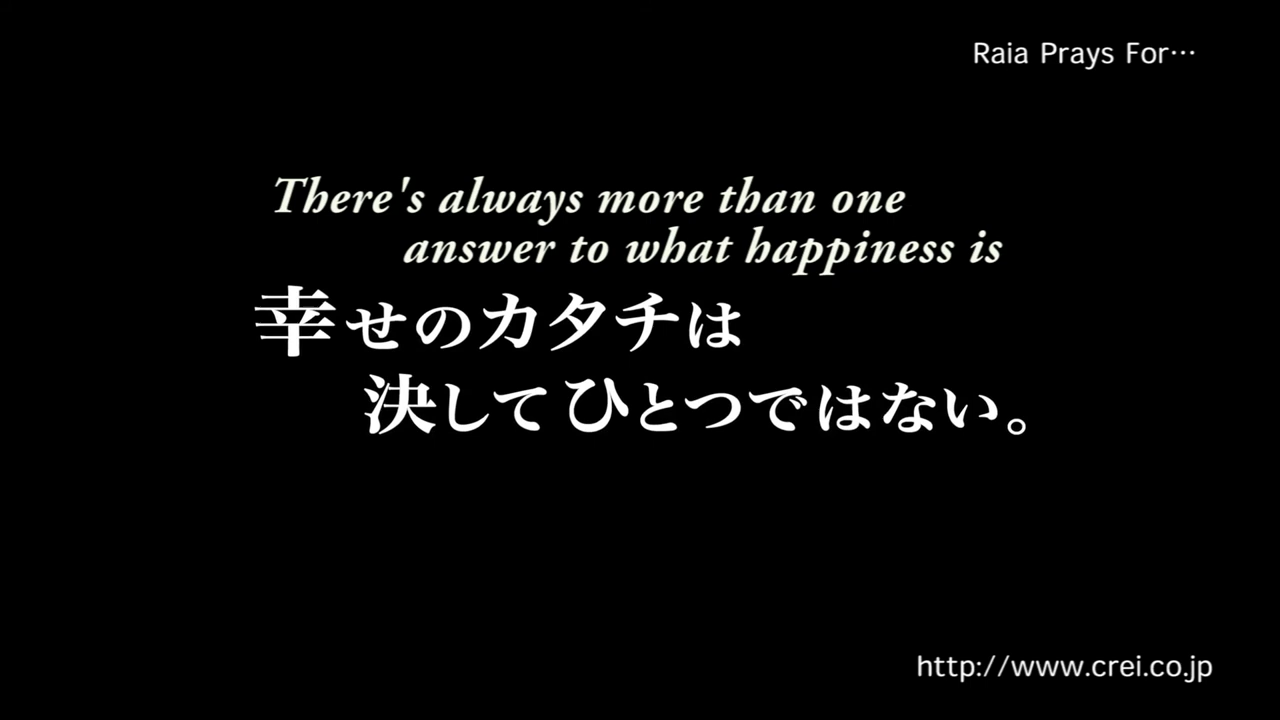 Raia Prays For…
There's always more than one
answer to what happiness is
幸せのカタチは
決してひとつではない。
http://www.crei.co.jp